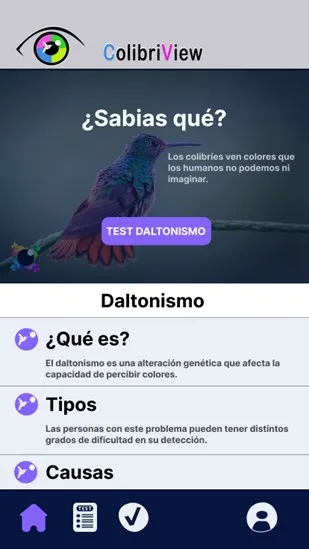 ColibriView
¿Sabias qué?
Los colibríes ven colores que
los humanos no podemos ni
imaginar.
TEST DALTONISMO
Daltonismo
¿Qué es?
El daltonismo es una alteración genética que afecta la
capacidad de percibir colores.
Tipos
Las personas con este problema pueden tener distintos
grados de dificultad en su detección.
Causas
TEST